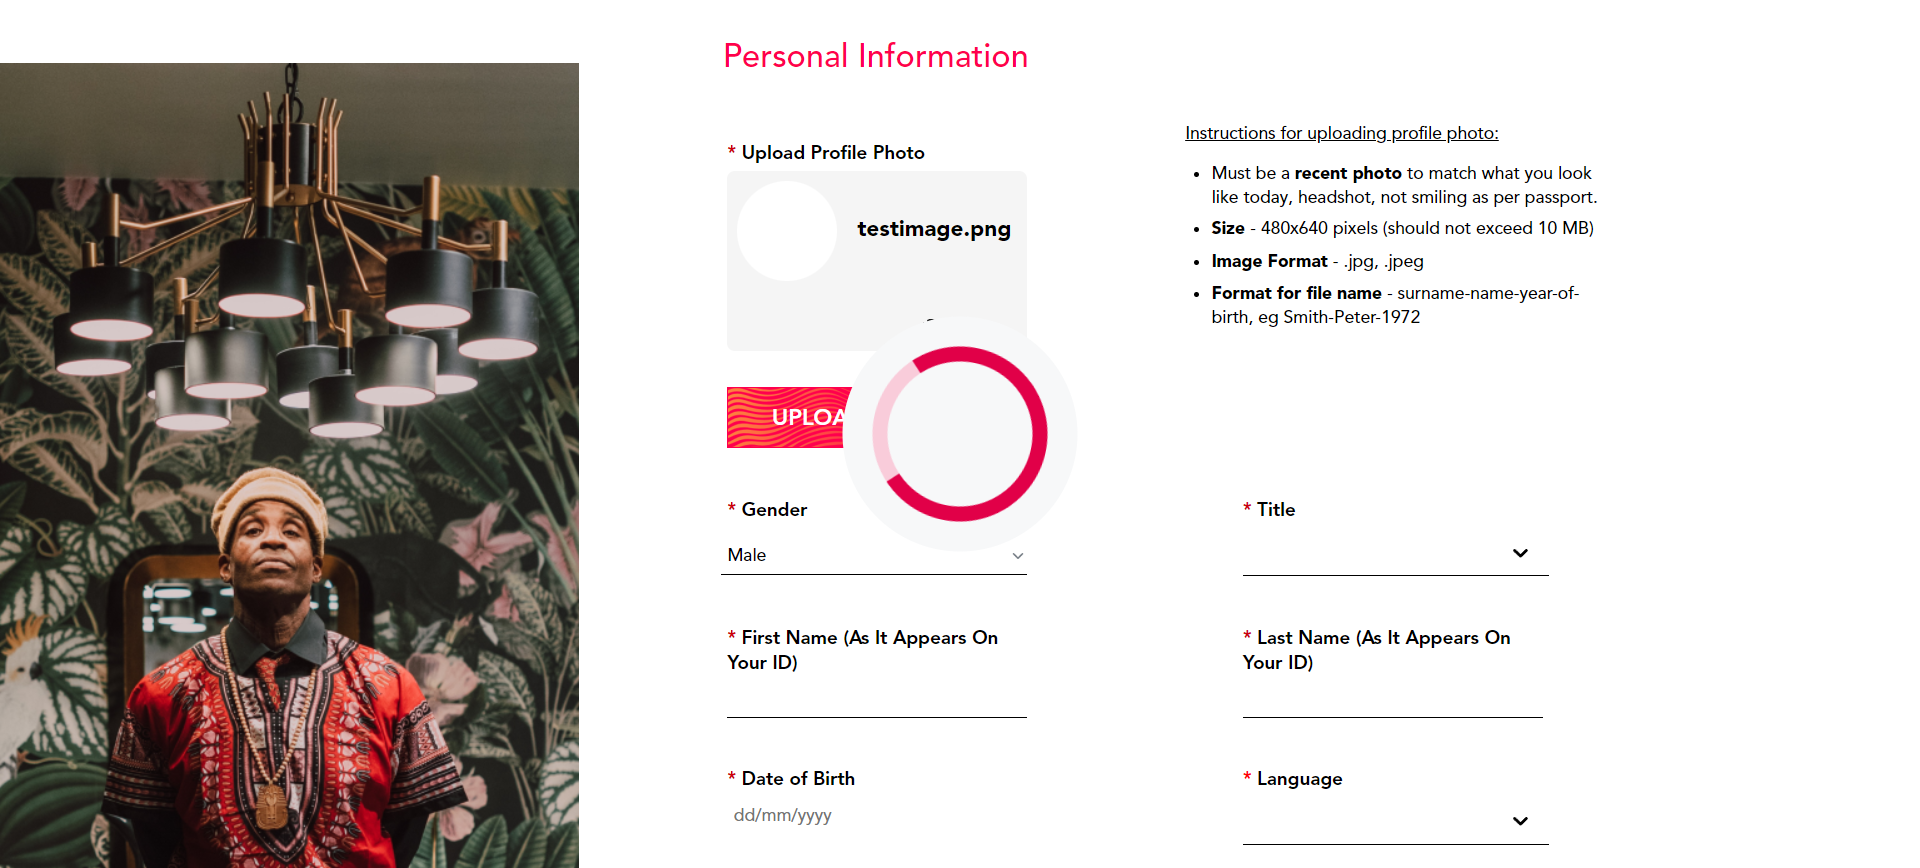 Personal Information
* Upload Profile Photo
testimage.png
UPLOA
* Gender
Male
* First Name (As It Appears On
Your ID)
* Date of Birth
dd/mm/yyyy
Instructions for uploading profile photo:
• Must be a recent photo to match what you look
like today, headshot, not smiling as per passport.
• Size - 480x640 pixels (should not exceed 10 MB)
• Image Format - .jpg, .jpeg
• Format for file name - surname-name-year-of-
birth, eg Smith-Peter-1972
* Title
* Last Name (As It Appears On
Your ID)
* Language